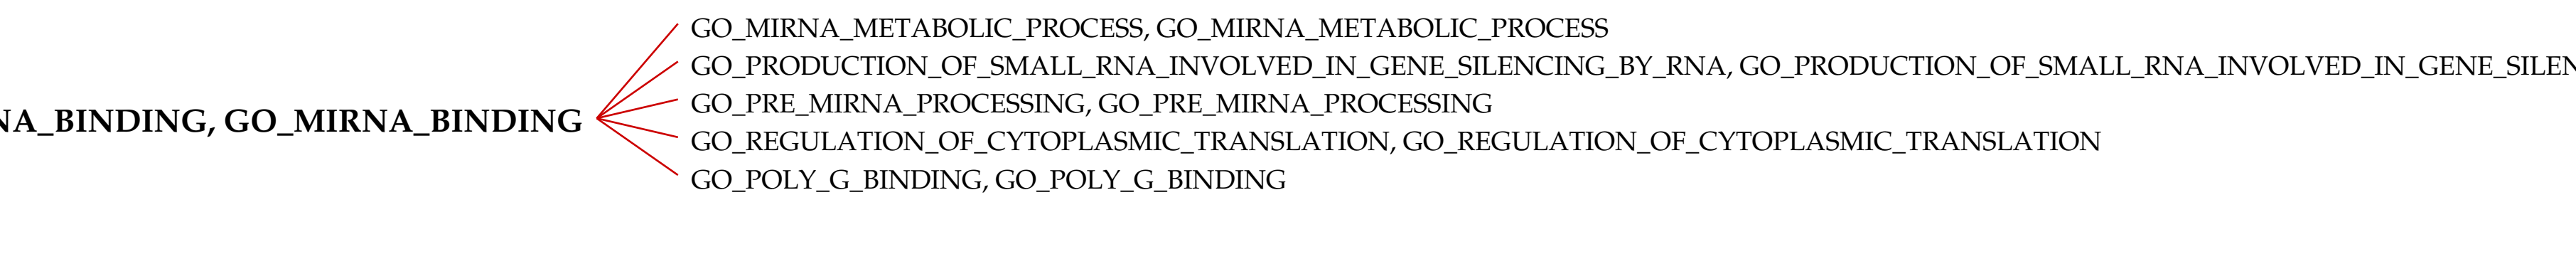 GO_MIRNA_METABOLIC_PROCESS, GO_MIRNA_METABOLIC_PROCESS
GO_PRODUCTION_OF_SMALL_RNA_INVOLVED_IN_GENE_SILENCING_BY_RNA, GO_PRODUCTION_OF_SMALL_RNA_INVOLVED_IN_GENE_SILEN
GO_PRE_MIRNA_PROCESSING, GO_PRE_MIRNA_PROCESSING
NA_BINDING, GO_MIRNA_BINDING
GO_REGULATION_OF_CYTOPLASMIC_TRANSLATION, GO_REGULATION_OF_CYTOPLASMIC_TRANSLATION
GO_POLY_G_BINDING, GO_POLY_G_BINDING